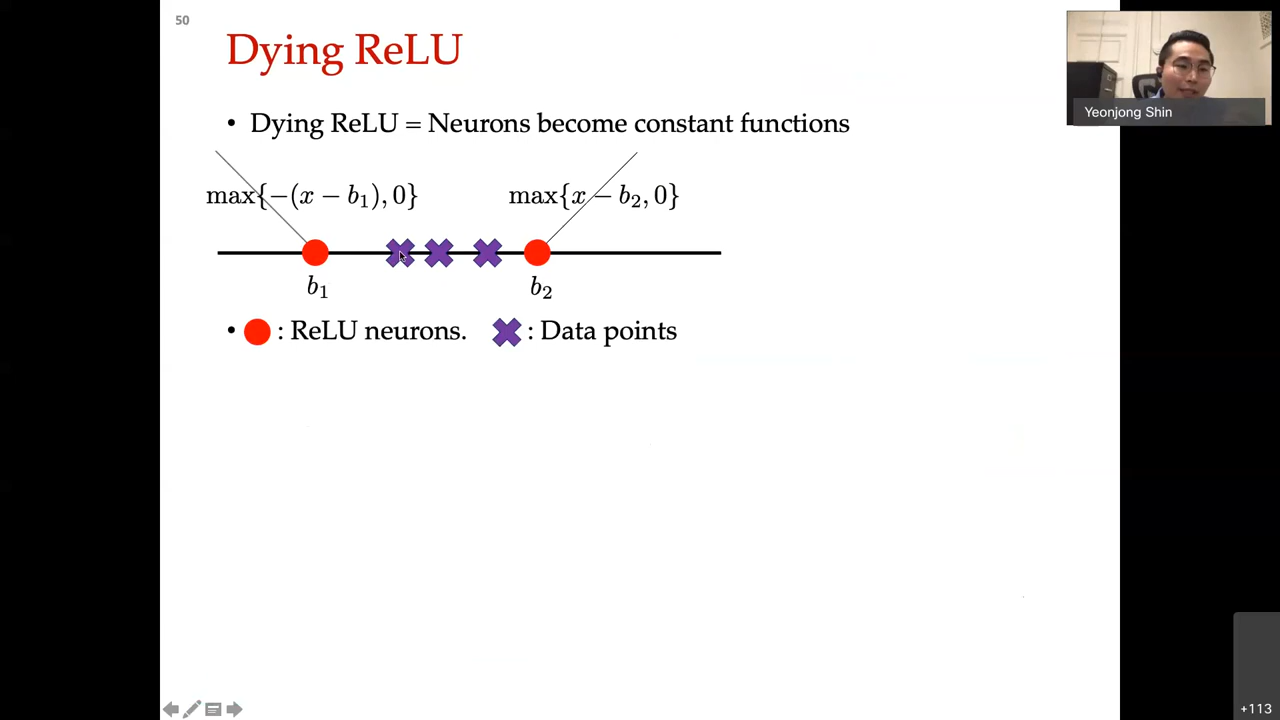 50
Dying ReLU
Yeonjong Shin
• Dying ReLU = Neurons become constant functions
max{−(x − b₁), 0} max{x − b₂, 0}
b₁ b₂
• : ReLU neurons. : Data points
+113